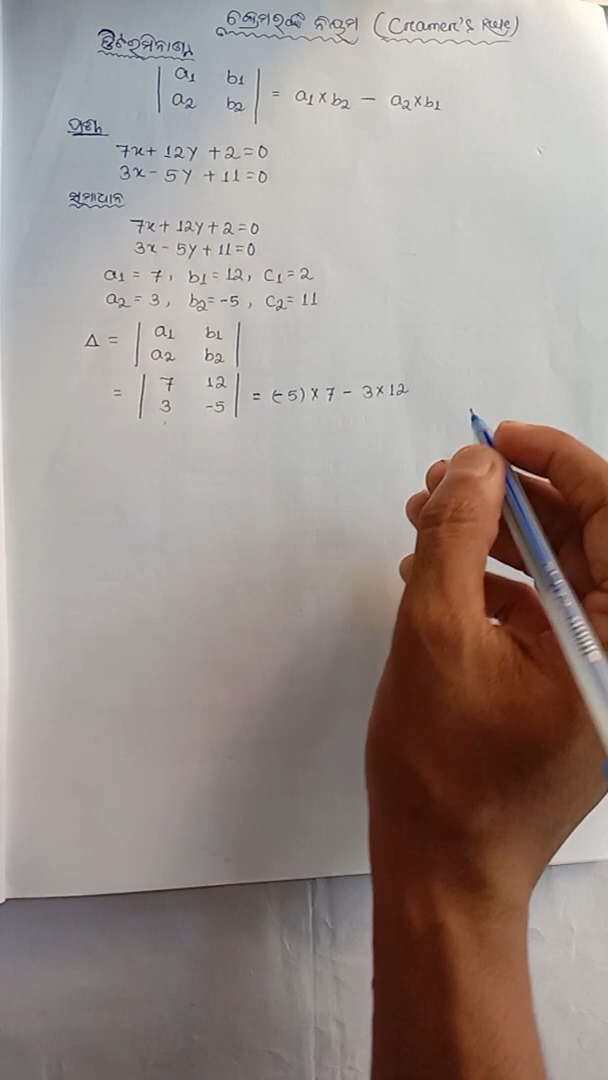 କ୍ରାମରଙ୍କ ନିୟମ (Creamer's Rule)
ଡିଟରମିନାଣ୍ଟ
| a₁ b₁ |
| a₂ b₂ | = a₁×b₂ − a₂×b₁
ପ୍ରଶ୍ନ
7x + 12y + 2 = 0
3x − 5y + 11 = 0
ସମାଧାନ
7x + 12y + 2 = 0
3x − 5y + 11 = 0
a₁ = 7, b₁ = 12, c₁ = 2
a₂ = 3, b₂ = -5, c₂ = 11
Δ = | a₁ b₁ |
| a₂ b₂ |
= | 7 12 | = (-5) × 7 − 3×12
| 3 -5 |